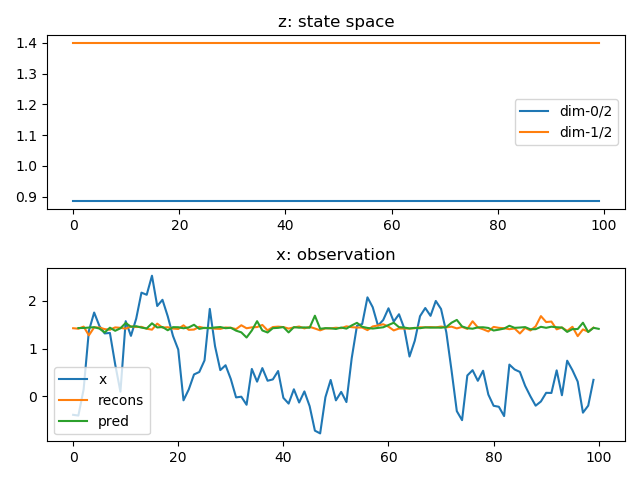 z: state space
1.4
1.3
1.2
1.1
1.0
0.9
dim-0/2
dim-1/2
0 20 40 60 80 100
x: observation
2
1
0
x
recons
pred
0 20 40 60 80 100